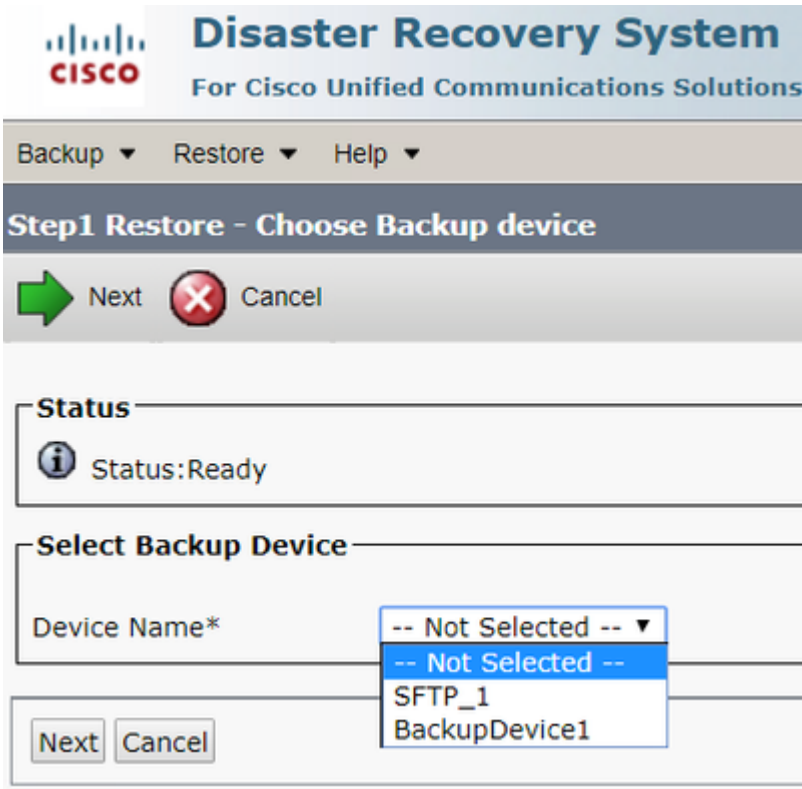 CISCO
Disaster Recovery System
For Cisco Unified Communications Solutions
Backup ▼ Restore ▼ Help ▼
Step1 Restore - Choose Backup device
Next Cancel
Status
Status:Ready
Select Backup Device
Device Name* -- Not Selected -- ▼
-- Not Selected --
SFTP_1
BackupDevice1
Next Cancel